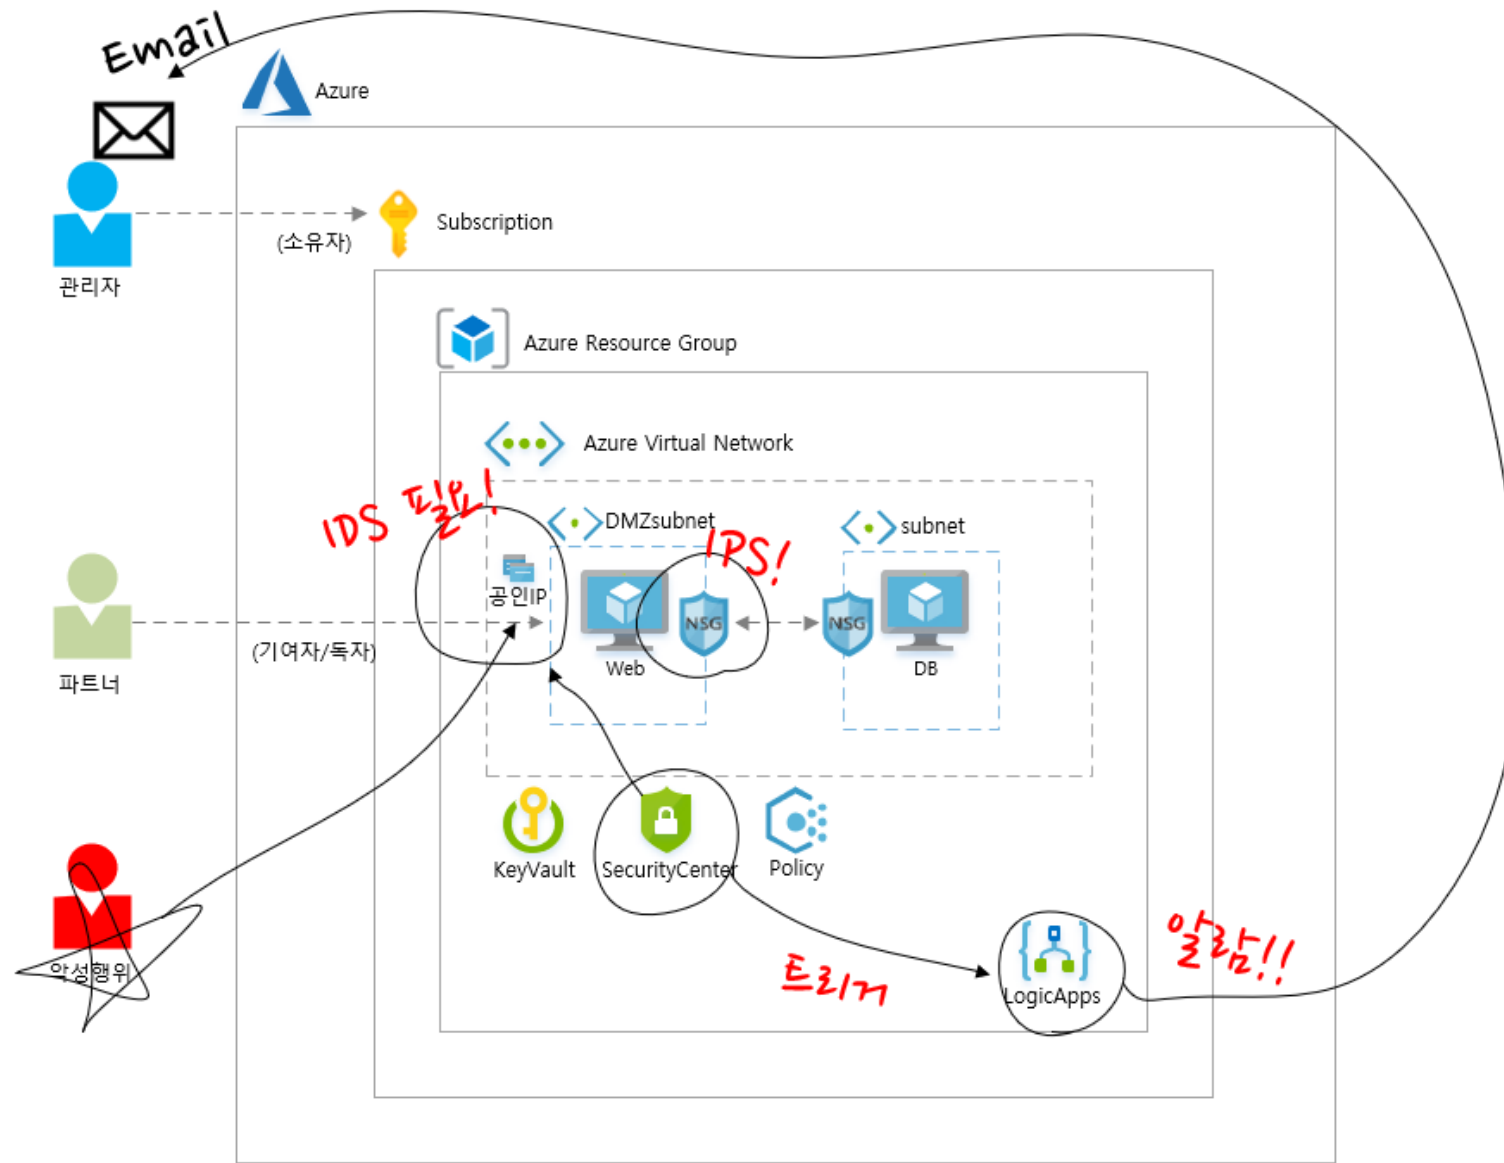 Email
Azure
Subscription
(소유자)
관리자
Azure Resource Group
Azure Virtual Network
IDS 필요!
DMZsubnet
IPS!
subnet
공인IP
NSG
NSG
(기여자/독자)
Web
DB
파트너
KeyVault
SecurityCenter
Policy
악성행위
트리거
알람!!
LogicApps